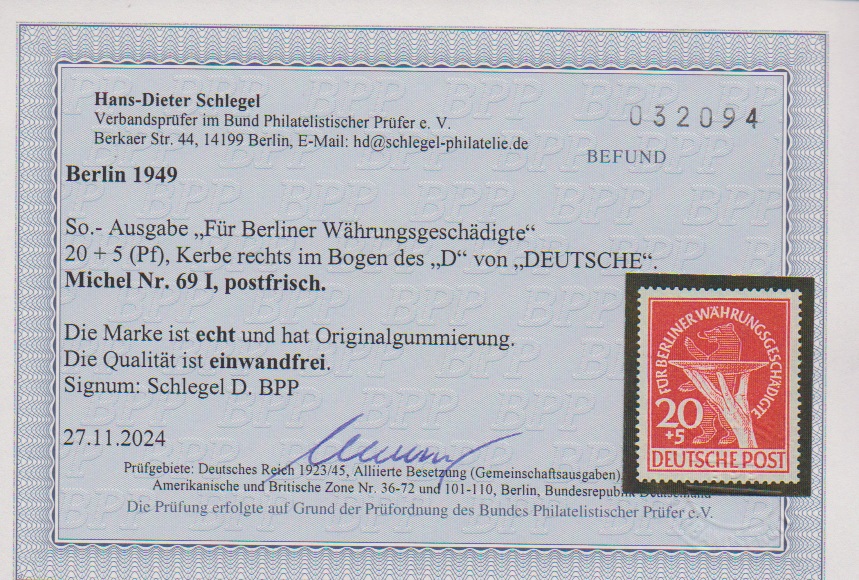 Hans-Dieter Schlegel
Verbandsprüfer im Bund Philatelistischer Prüfer e. V.
Berkaer Str. 44, 14199 Berlin, E-Mail: hd@schlegel-philatelie.de
032094
BEFUND
Berlin 1949
So.- Ausgabe „Für Berliner Währungsgeschädigte“
20 + 5 (Pf), Kerbe rechts im Bogen des „D“ von „DEUTSCHE“.
Michel Nr. 69 I, postfrisch.
Die Marke ist echt und hat Originalgummierung.
Die Qualität ist einwandfrei.
Signum: Schlegel D. BPP
27.11.2024
FÜR BERLINER WÄHRUNGSGESCHÄDIGTE
20
+5
DEUTSCHE POST
Prüfgebiete: Deutsches Reich 1923/45, Alliierte Besetzung (Gemeinschaftsausgaben),
Amerikanische und Britische Zone Nr. 36-72 und 101-110, Berlin, Bundesrepublik Deutschland
Die Prüfung erfolgte auf Grund der Prüfordnung des Bundes Philatelistischer Prüfer e.V.